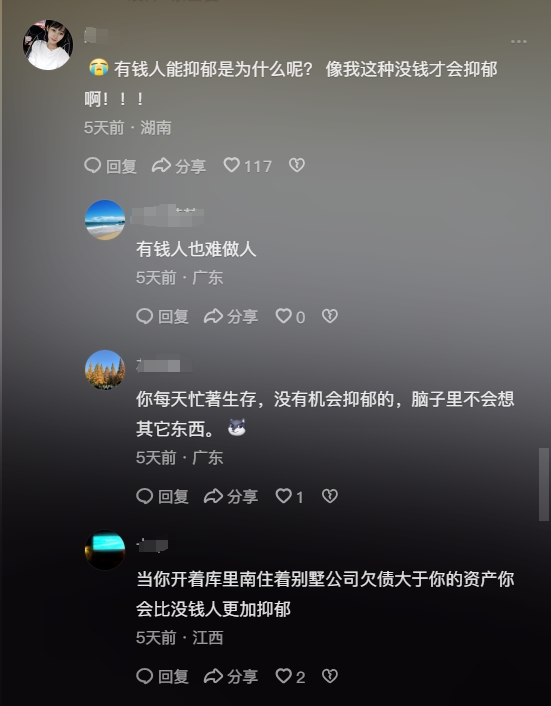 有钱人能抑郁是为什么呢? 像我这种没钱才会抑郁
啊！！！
5天前 · 湖南
回复 分享 117
有钱人也难做人
5天前 · 广东
回复 分享 0
你每天忙著生存，没有机会抑郁的，脑子里不会想
其它东西。
5天前 · 广东
回复 分享 1
当你开着库里南住着别墅公司欠债大于你的资产你
会比没钱人更加抑郁
5天前 · 江西
回复 分享 2